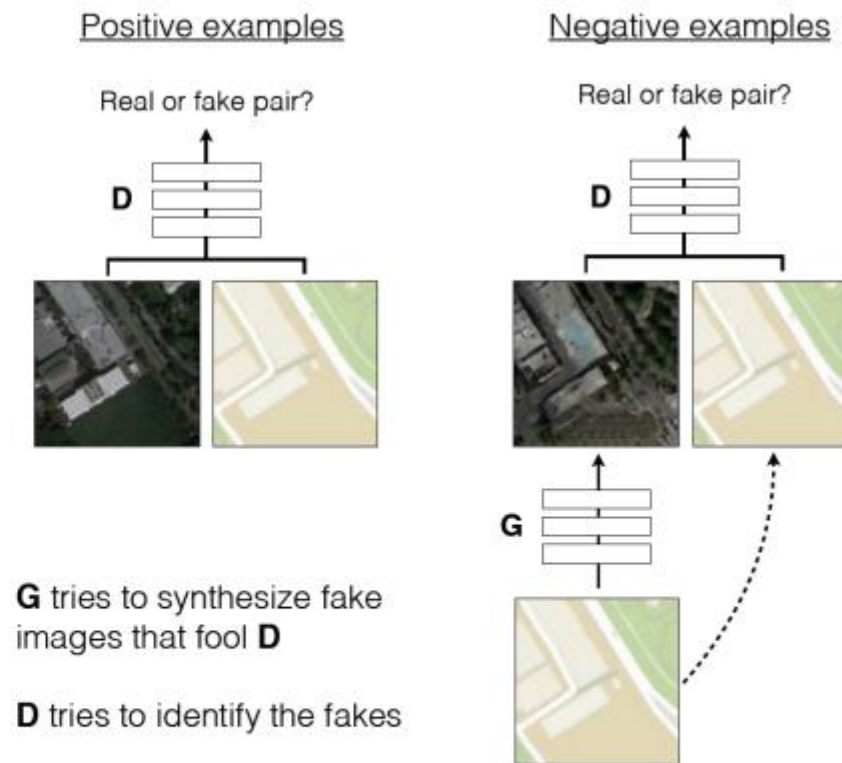 Positive examples
Real or fake pair?
D
Negative examples
Real or fake pair?
D
G
G tries to synthesize fake
images that fool D
D tries to identify the fakes